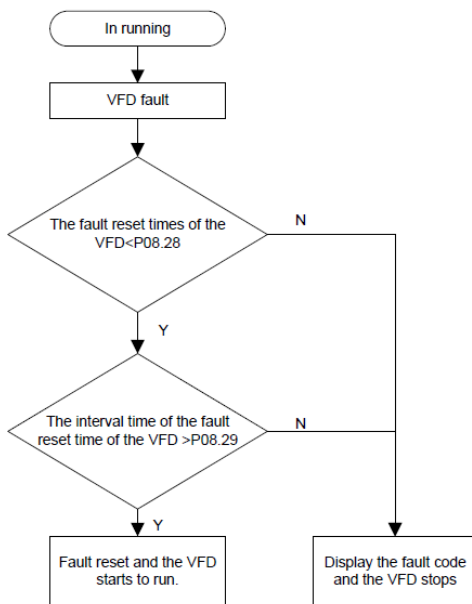 In running
VFD fault
The fault reset times of the
VFD<P08.28
N
Y
The interval time of the fault
reset time of the VFD >P08.29
N
Y
Fault reset and the VFD
starts to run.
Display the fault code
and the VFD stops